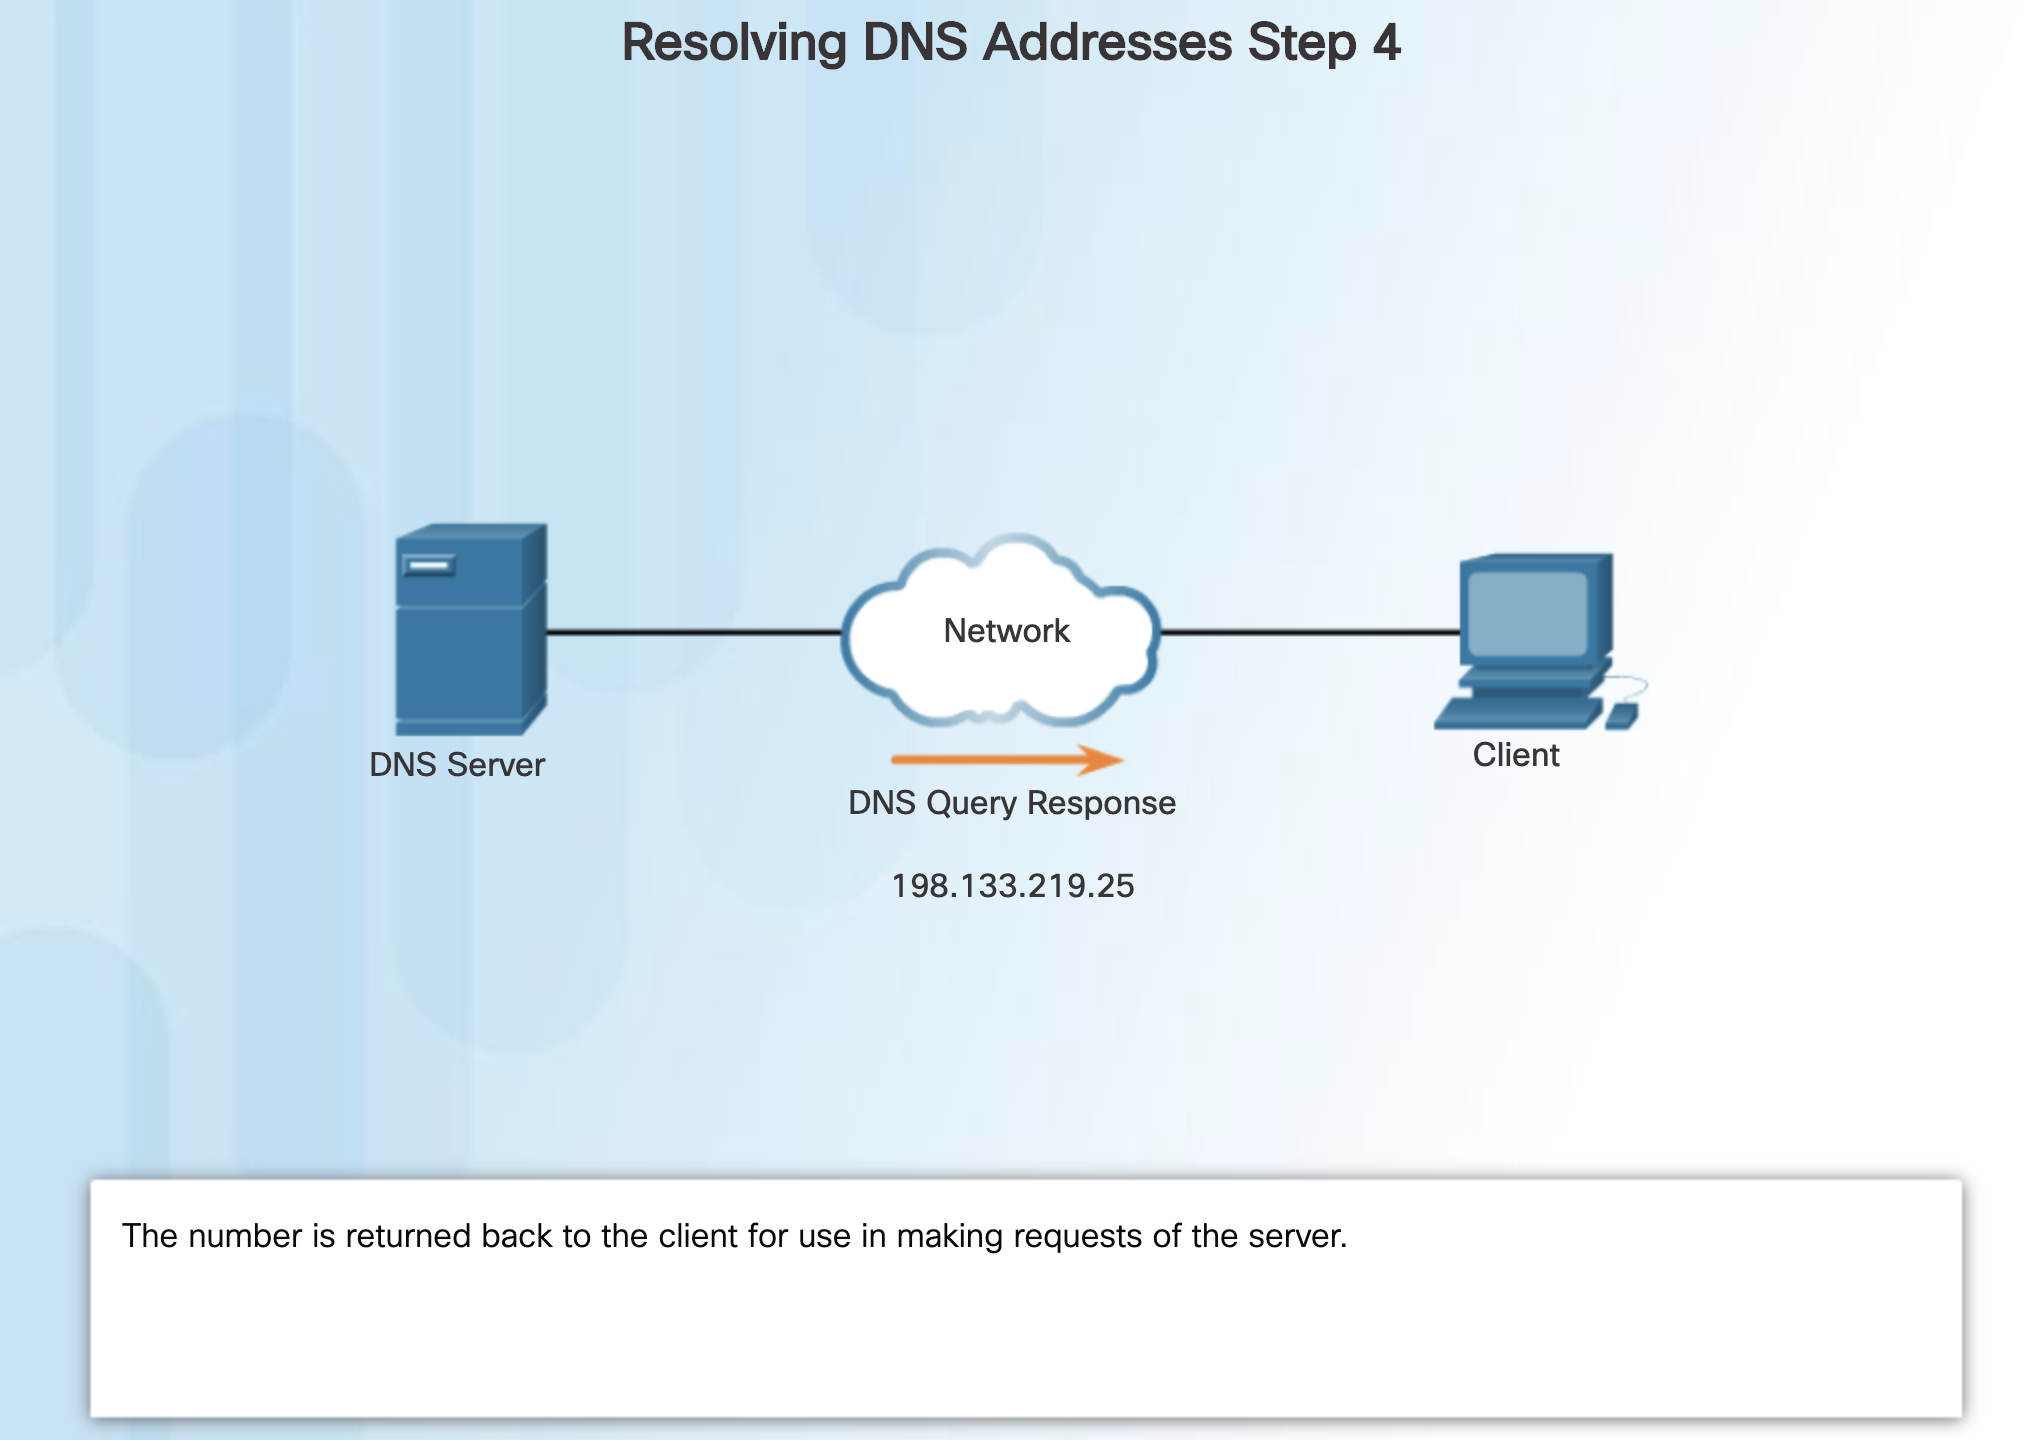 Resolving DNS Addresses Step 4
Network
DNS Server
Client
DNS Query Response
198.133.219.25
The number is returned back to the client for use in making requests of the server.